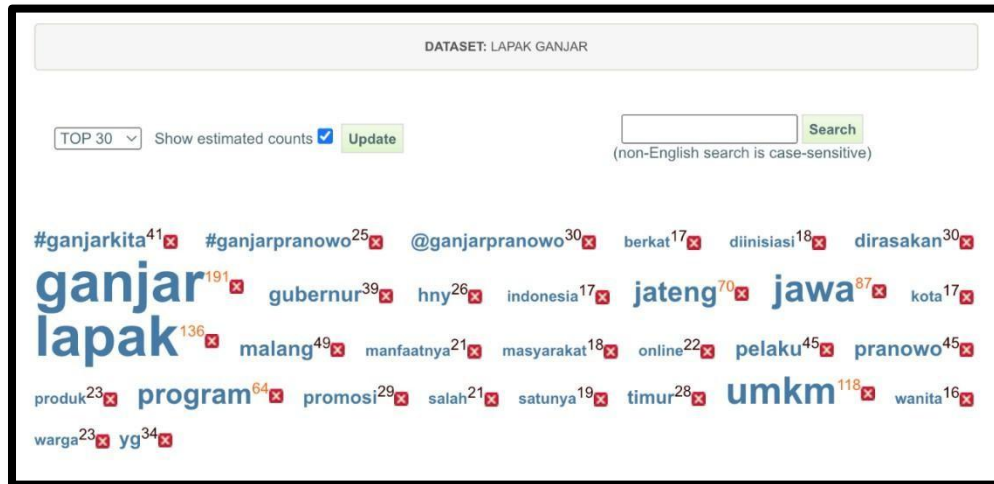 DATASET: LAPAK GANJAR
TOP 30 Show estimated counts Update Search
(non-English search is case-sensitive)
#ganjarkita41 #ganjarpranowo25 @ganjarpranowo30 berkat17 diinisiasi18 dirasakan30
ganjar191 gubernur39 hny26 indonesia17 jateng70 jawa87 kota17
lapak136 malang49 manfaatnya21 masyarakat18 online22 pelaku45 pranowo45
produk23 program64 promosi29 salah21 satunya19 timur28 umkm118 wanita16
warga23 yg34